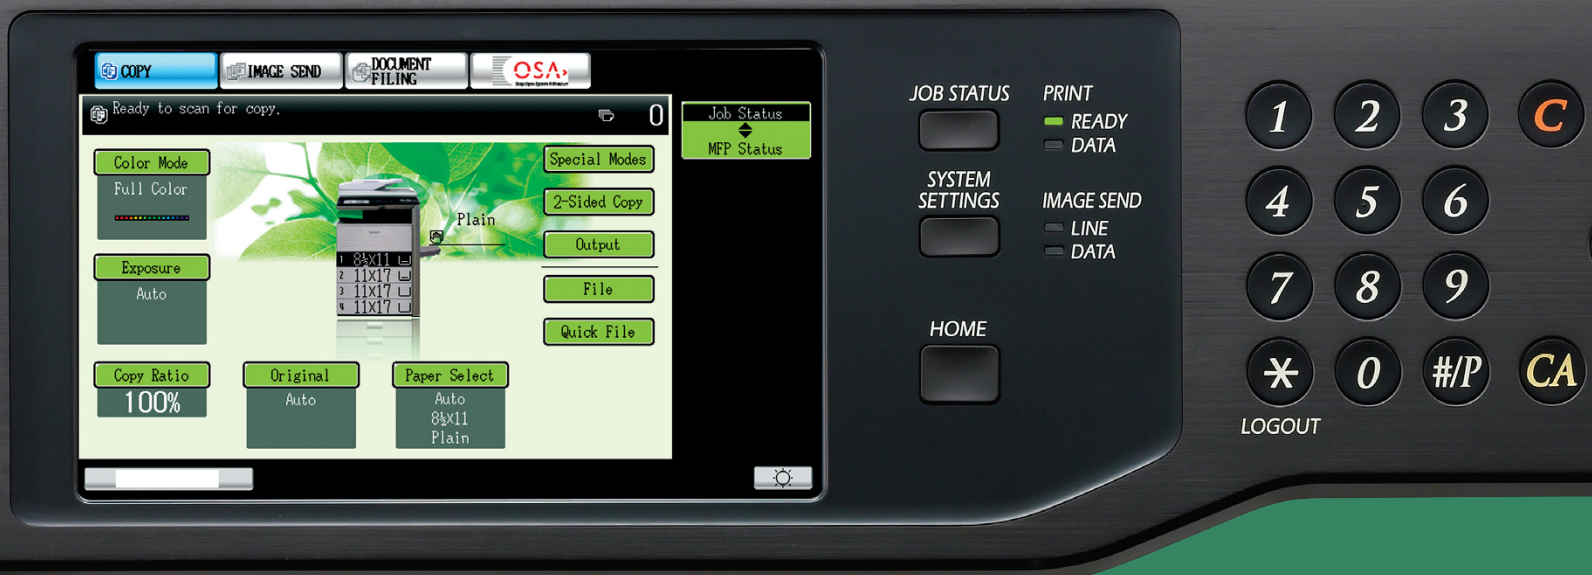 COPY
IMAGE SEND
DOCUMENT
FILING
OSA
Ready to scan for copy.
0
Job Status
MFP Status
Color Mode
Full Color
Exposure
Auto
Copy Ratio
100%
Original
Auto
Paper Select
Auto
8½X11
Plain
Plain
1 8½X11
2 11X17
3 11X17
4 11X17
Special Modes
2-Sided Copy
Output
File
Quick File
JOB STATUS
SYSTEM
SETTINGS
HOME
PRINT
READY
DATA
IMAGE SEND
LINE
DATA
1 2 3 C
4 5 6
7 8 9
* 0 #/P CA
LOGOUT